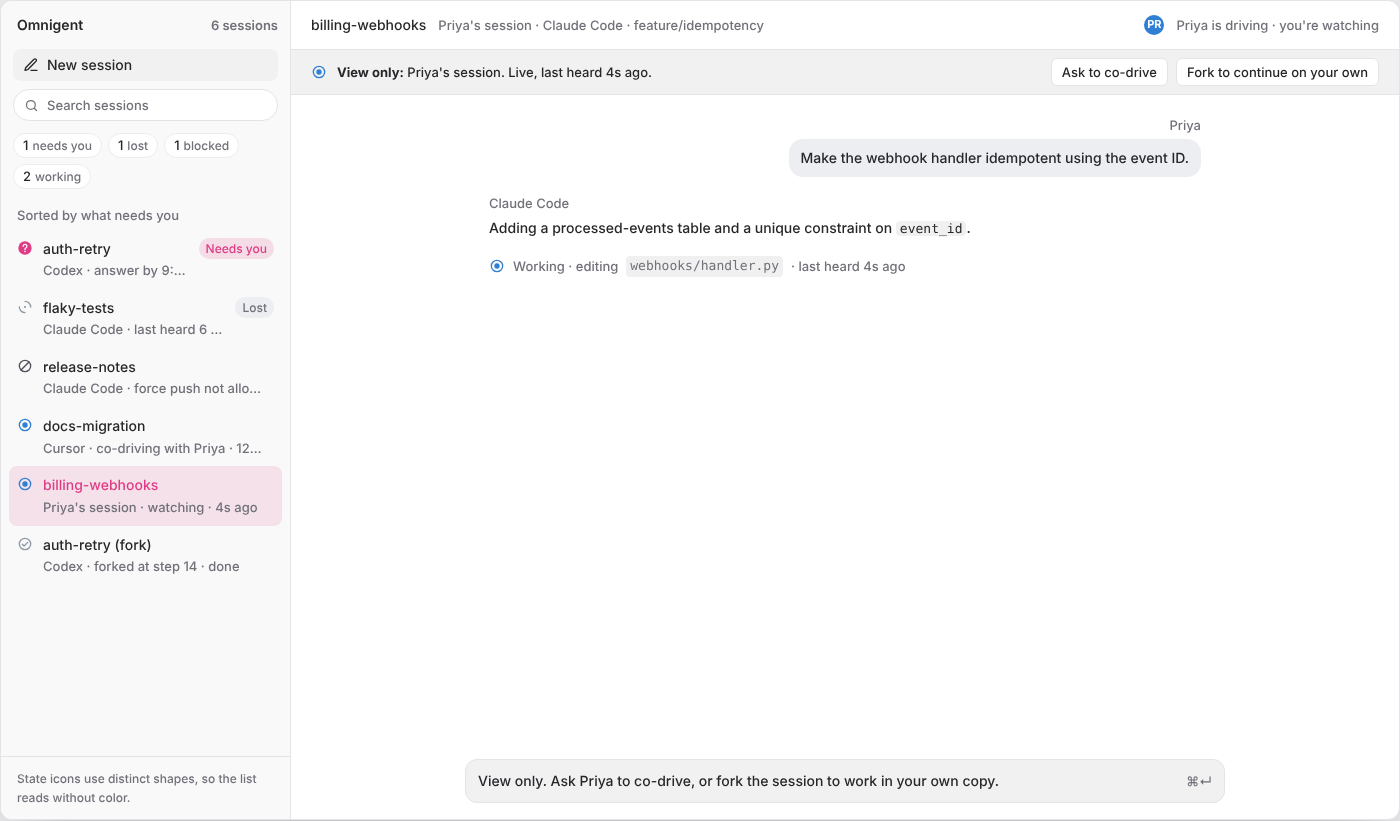 Omnigent
6 sessions
New session
Search sessions
1 needs you
1 lost
1 blocked
2 working
Sorted by what needs you
auth-retry
Needs you
Codex · answer by 9:...
flaky-tests
Lost
Claude Code · last heard 6 ...
release-notes
Claude Code · force push not allo...
docs-migration
Cursor · co-driving with Priya · 12...
billing-webhooks
Priya's session · watching · 4s ago
auth-retry (fork)
Codex · forked at step 14 · done
State icons use distinct shapes, so the list
reads without color.
billing-webhooks
Priya's session · Claude Code · feature/idempotency
PR
Priya is driving · you're watching
View only: Priya's session. Live, last heard 4s ago.
Ask to co-drive
Fork to continue on your own
Priya
Make the webhook handler idempotent using the event ID.
Claude Code
Adding a processed-events table and a unique constraint on event_id.
Working · editing webhooks/handler.py · last heard 4s ago
View only. Ask Priya to co-drive, or fork the session to work in your own copy.
⌘↵